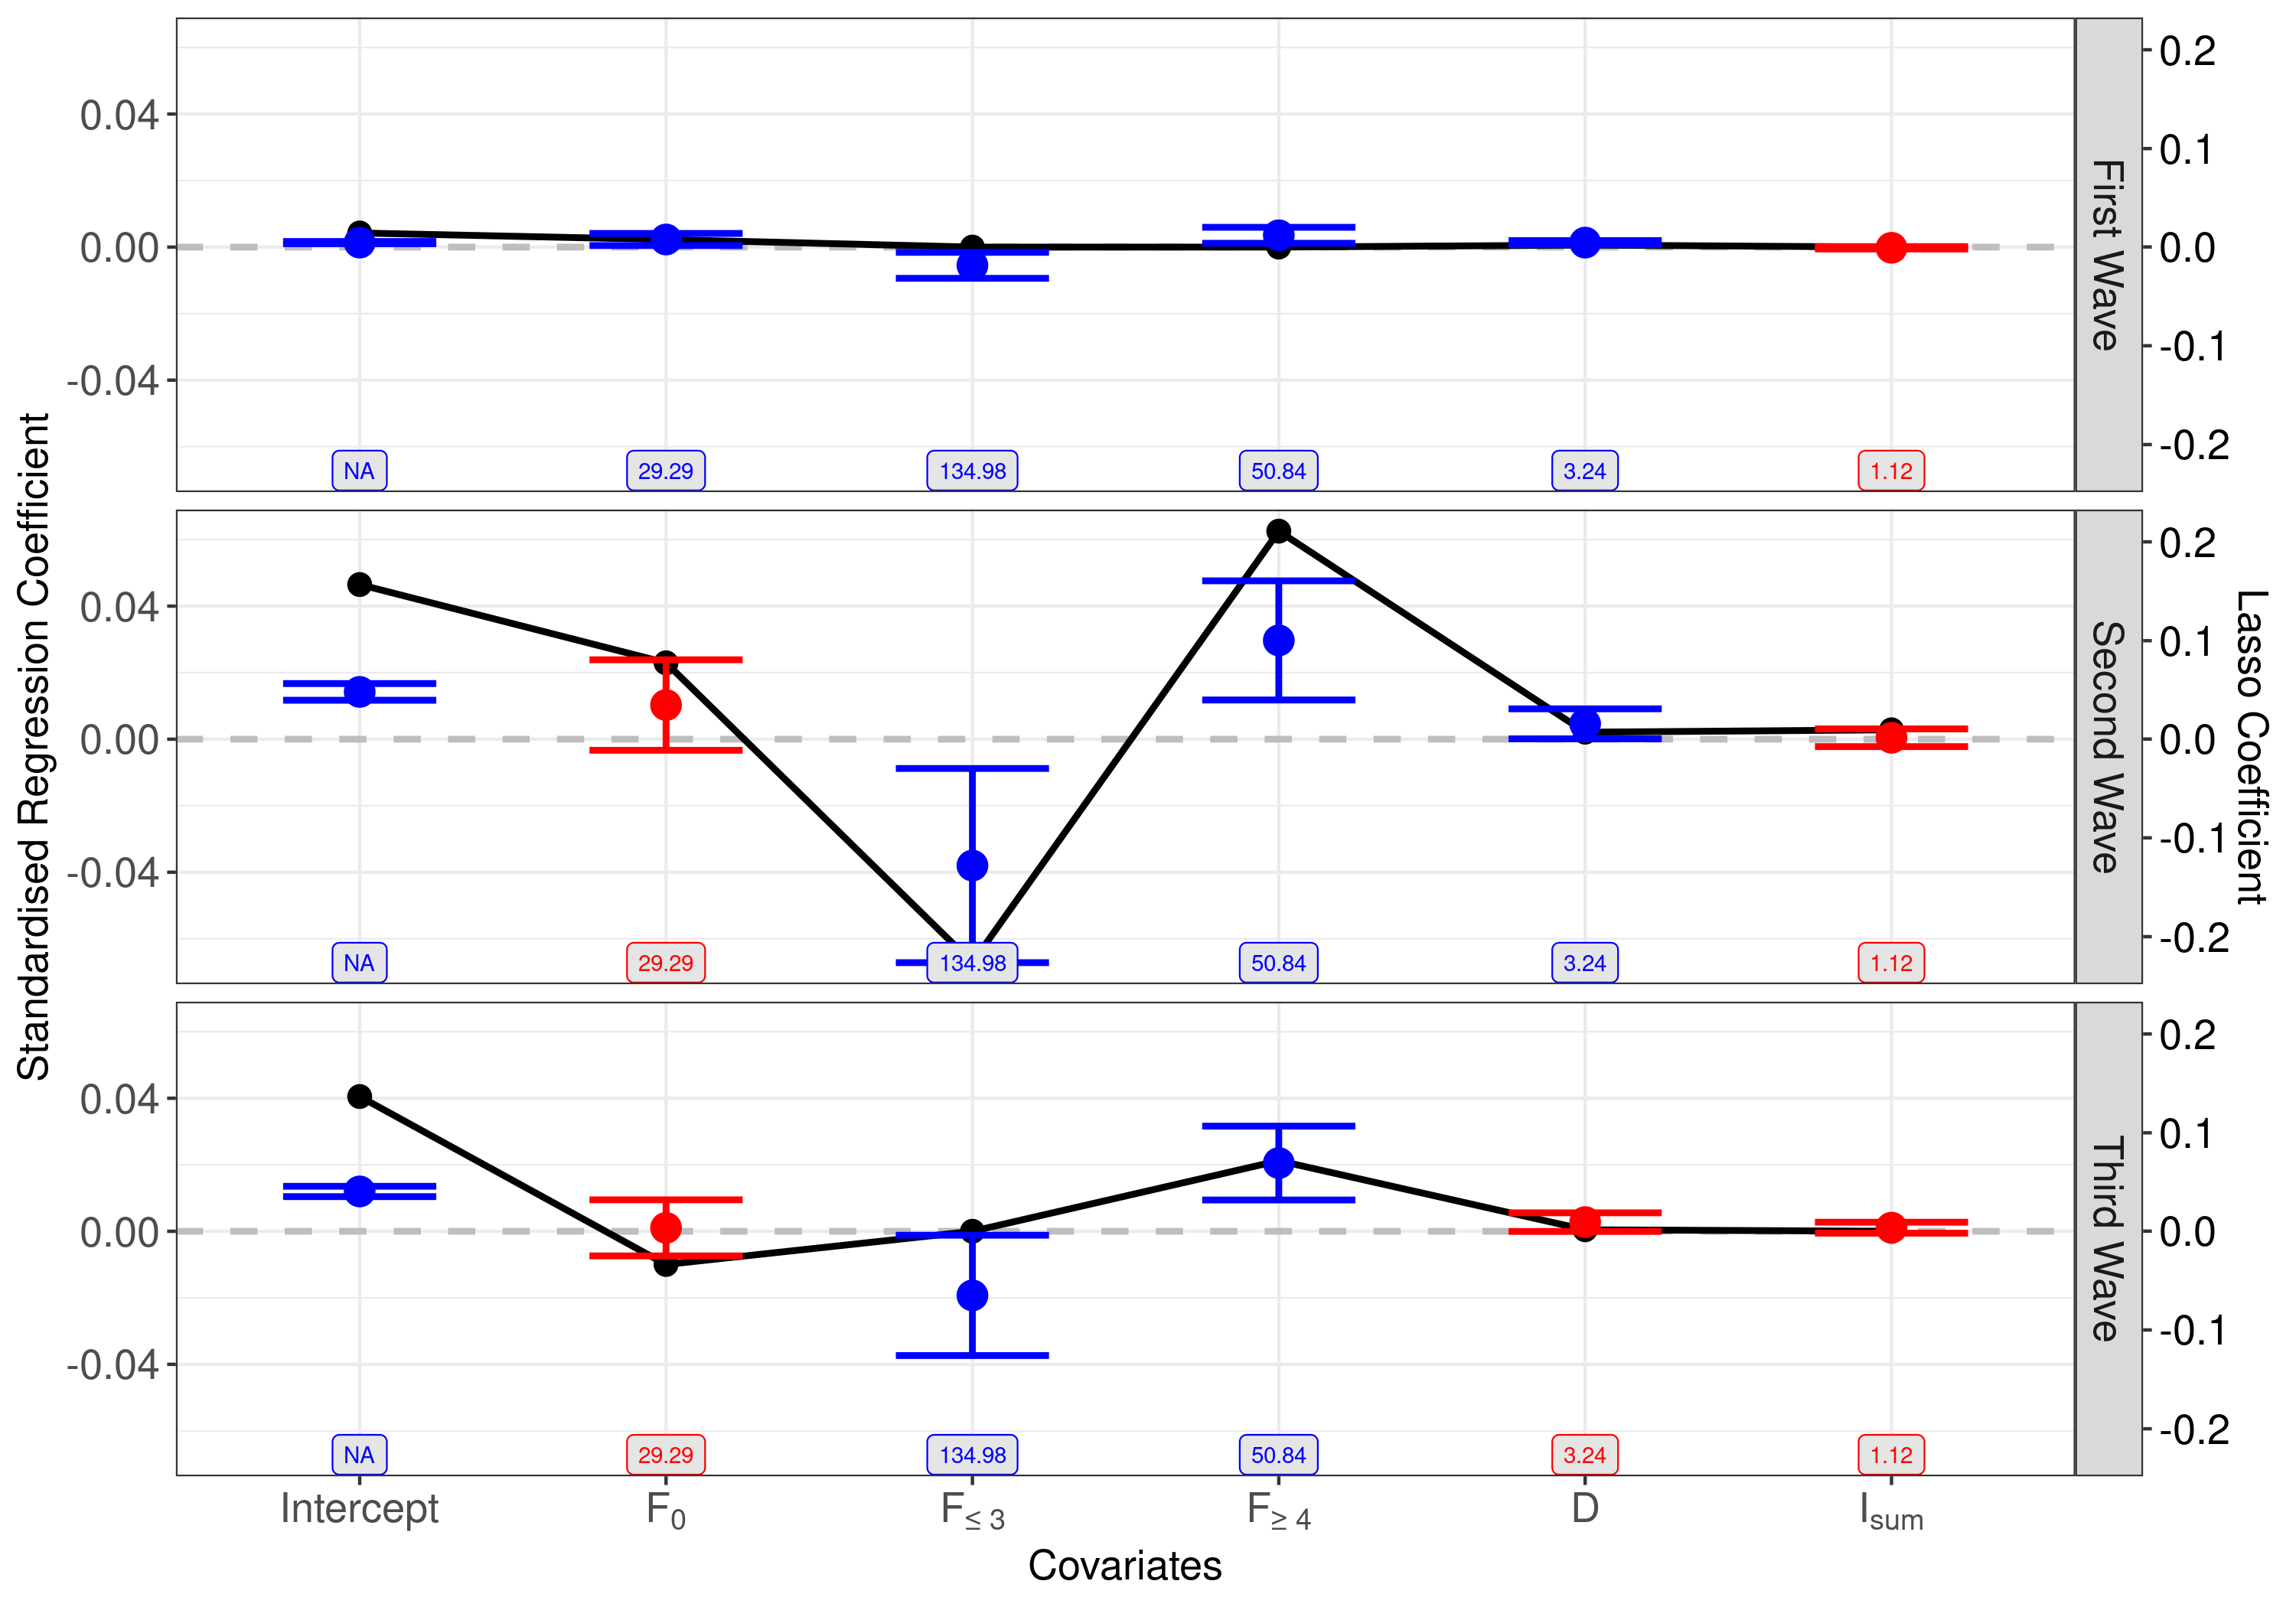 Standardised Regression Coefficient
0.04
0.00
-0.04
NA 29.29 134.98 50.84 3.24 1.12
First Wave
0.2
0.1
0.0
-0.1
-0.2
0.04
0.00
-0.04
NA 29.29 134.98 50.84 3.24 1.12
Second Wave
0.2
0.1
0.0
-0.1
-0.2
Lasso Coefficient
0.04
0.00
-0.04
NA 29.29 134.98 50.84 3.24 1.12
Third Wave
0.2
0.1
0.0
-0.1
-0.2
Intercept F0 F≤ 3 F≥ 4 D Isum
Covariates